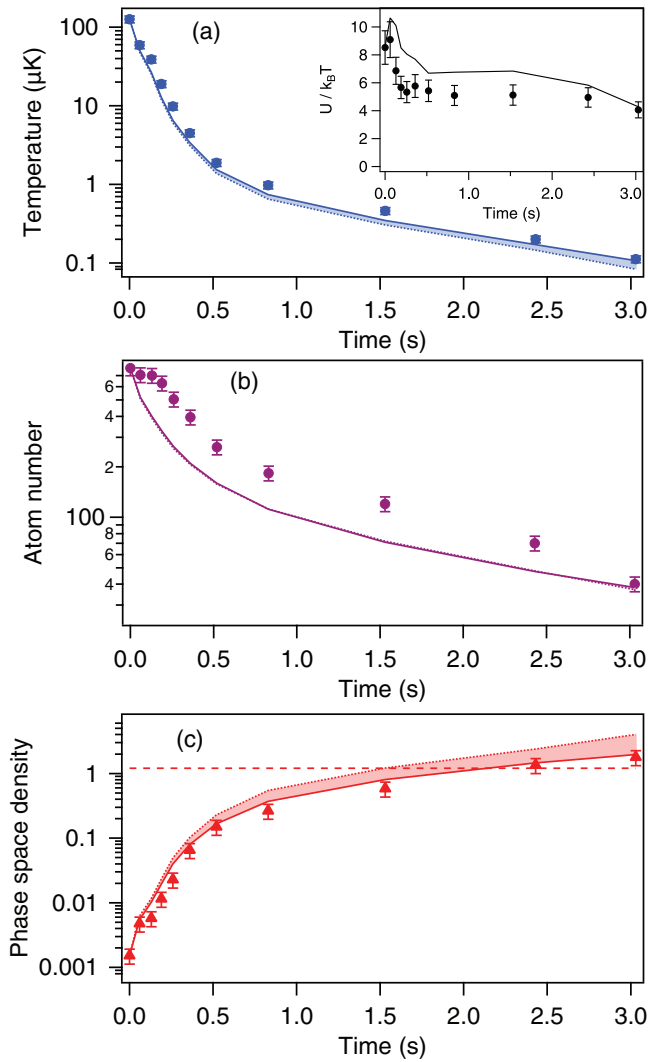 (a)
Temperature (µK)
100
10
1
0.1
0.0 0.5 1.0 1.5 2.0 2.5 3.0
Time (s)
U / kBT
10
8
6
4
2
0
0.0 1.0 2.0 3.0
Time (s)
(b)
Atom number
6
4
2
100
8
6
4
0.0 0.5 1.0 1.5 2.0 2.5 3.0
Time (s)
(c)
Phase space density
1
0.1
0.01
0.001
0.0 0.5 1.0 1.5 2.0 2.5 3.0
Time (s)